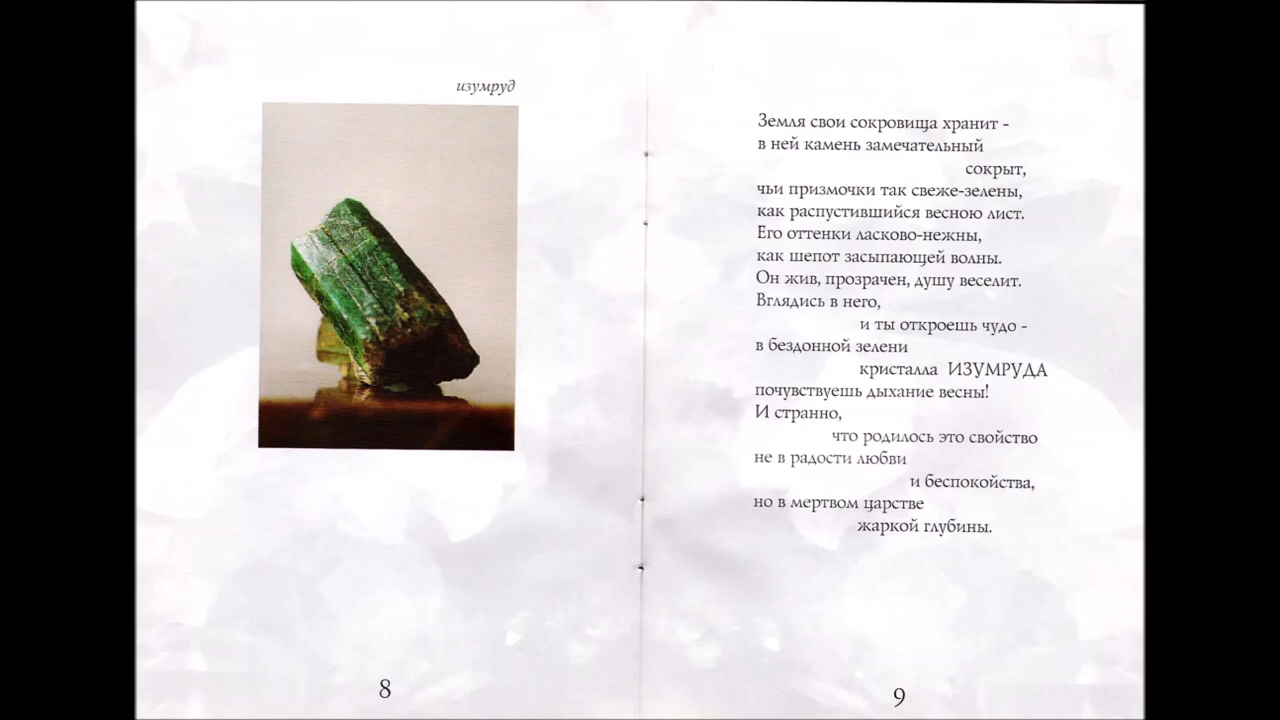 изумруд
8
Земля свои сокровища хранит -
в ней камень замечательный
сокрыт,
чьи призмочки так свеже-зелены,
как распустившийся весною лист.
Его оттенки ласково-нежны,
как шепот засыпающей волны.
Он жив, прозрачен, душу веселит.
Вглядись в него,
и ты откроешь чудо -
в бездонной зелени
кристалла ИЗУМРУДА
почувствуешь дыхание весны!
И странно,
что родилось это свойство
не в радости любви
и беспокойства,
но в мертвом царстве
жаркой глубины.
9